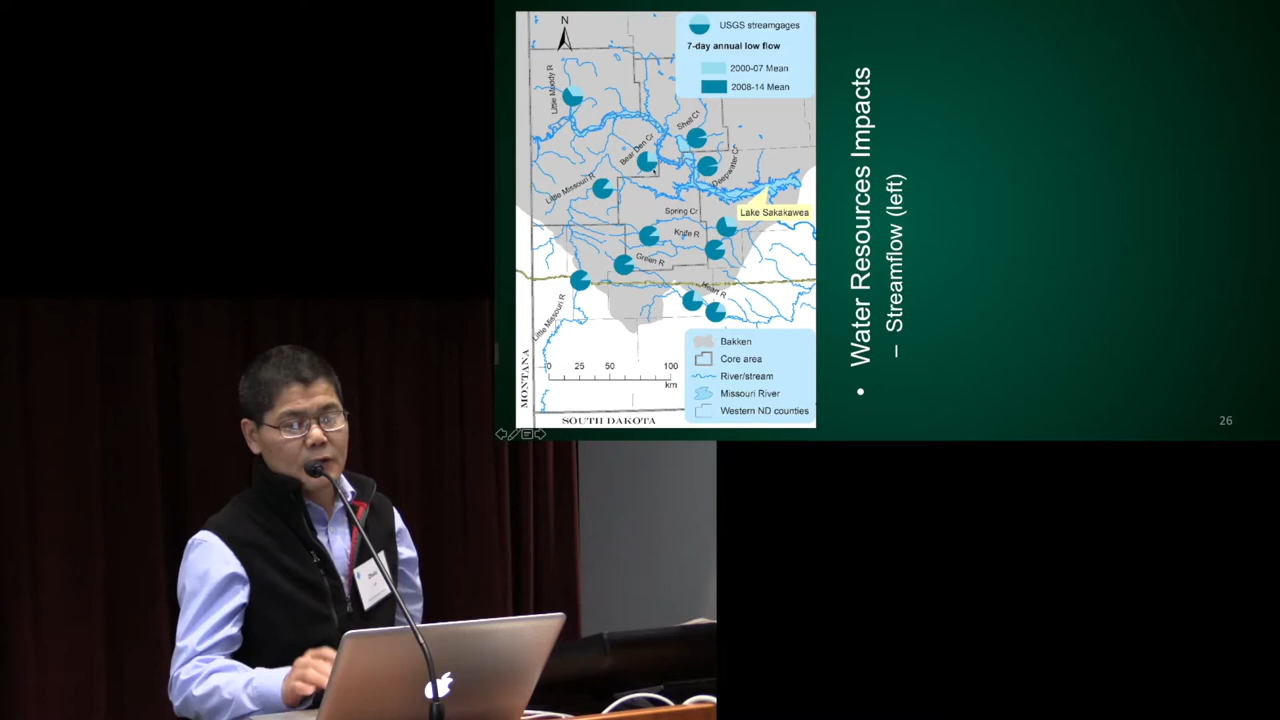 N
USGS streamgages
7-day annual low flow
2000-07 Mean
2008-14 Mean
Little Mody R
Shell Cr
Bear Den Cr
Deepwater Cr
Little Missouri R
Lake Sakakawea
Spring Cr
Knife R
Green R
Heart R
Little Missouri R
0 25 50 100
km
MONTANA
SOUTH DAKOTA
Bakken
Core area
River/stream
Missouri River
Western ND counties
• Water Resources Impacts
– Streamflow (left)
26